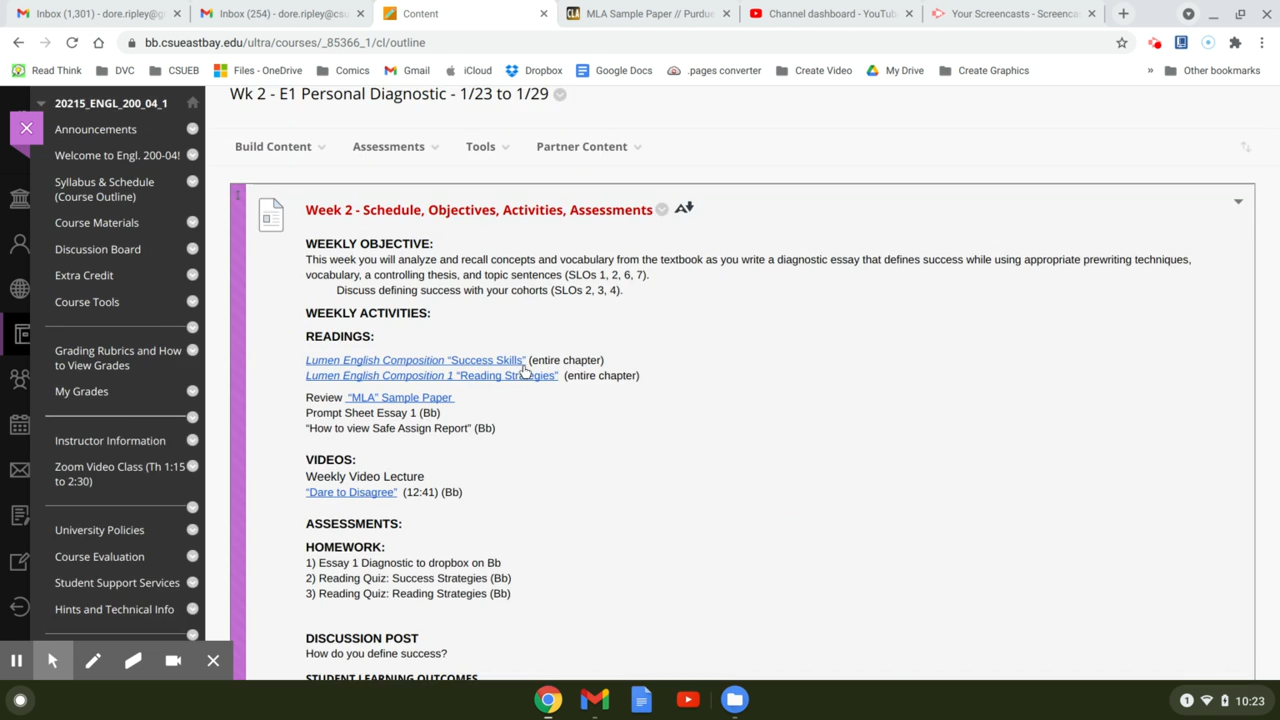 Inbox (1,301) - dore.ripley@g
Inbox (254) - dore.ripley@csu
Content
MLA Sample Paper // Purdue
Channel dashboard - YouTub
Your Screencasts - Screencas
bb.csueastbay.edu/ultra/courses/_85366_1/cl/outline
Read Think
DVC
CSUEB
Files - OneDrive
Comics
Gmail
iCloud
Dropbox
Google Docs
.pages converter
Create Video
My Drive
Create Graphics
»
Other bookmarks
20215_ENGL_200_04_1
Announcements
Welcome to Engl. 200-04!
Syllabus & Schedule
(Course Outline)
Course Materials
Discussion Board
Extra Credit
Course Tools
Grading Rubrics and How
to View Grades
My Grades
Instructor Information
Zoom Video Class (Th 1:15
to 2:30)
University Policies
Course Evaluation
Student Support Services
Hints and Technical Info
Wk 2 - E1 Personal Diagnostic - 1/23 to 1/29
Build Content
Assessments
Tools
Partner Content
Week 2 - Schedule, Objectives, Activities, Assessments
WEEKLY OBJECTIVE:
This week you will analyze and recall concepts and vocabulary from the textbook as you write a diagnostic essay that defines success while using appropriate prewriting techniques,
vocabulary, a controlling thesis, and topic sentences (SLOs 1, 2, 6, 7).
Discuss defining success with your cohorts (SLOs 2, 3, 4).
WEEKLY ACTIVITIES:
READINGS:
Lumen English Composition “Success Skills” (entire chapter)
Lumen English Composition 1 “Reading Strategies” (entire chapter)
Review “MLA” Sample Paper
Prompt Sheet Essay 1 (Bb)
“How to view Safe Assign Report” (Bb)
VIDEOS:
Weekly Video Lecture
“Dare to Disagree” (12:41) (Bb)
ASSESSMENTS:
HOMEWORK:
1) Essay 1 Diagnostic to dropbox on Bb
2) Reading Quiz: Success Strategies (Bb)
3) Reading Quiz: Reading Strategies (Bb)
DISCUSSION POST
How do you define success?
STUDENT LEARNING OUTCOMES
1
10:23